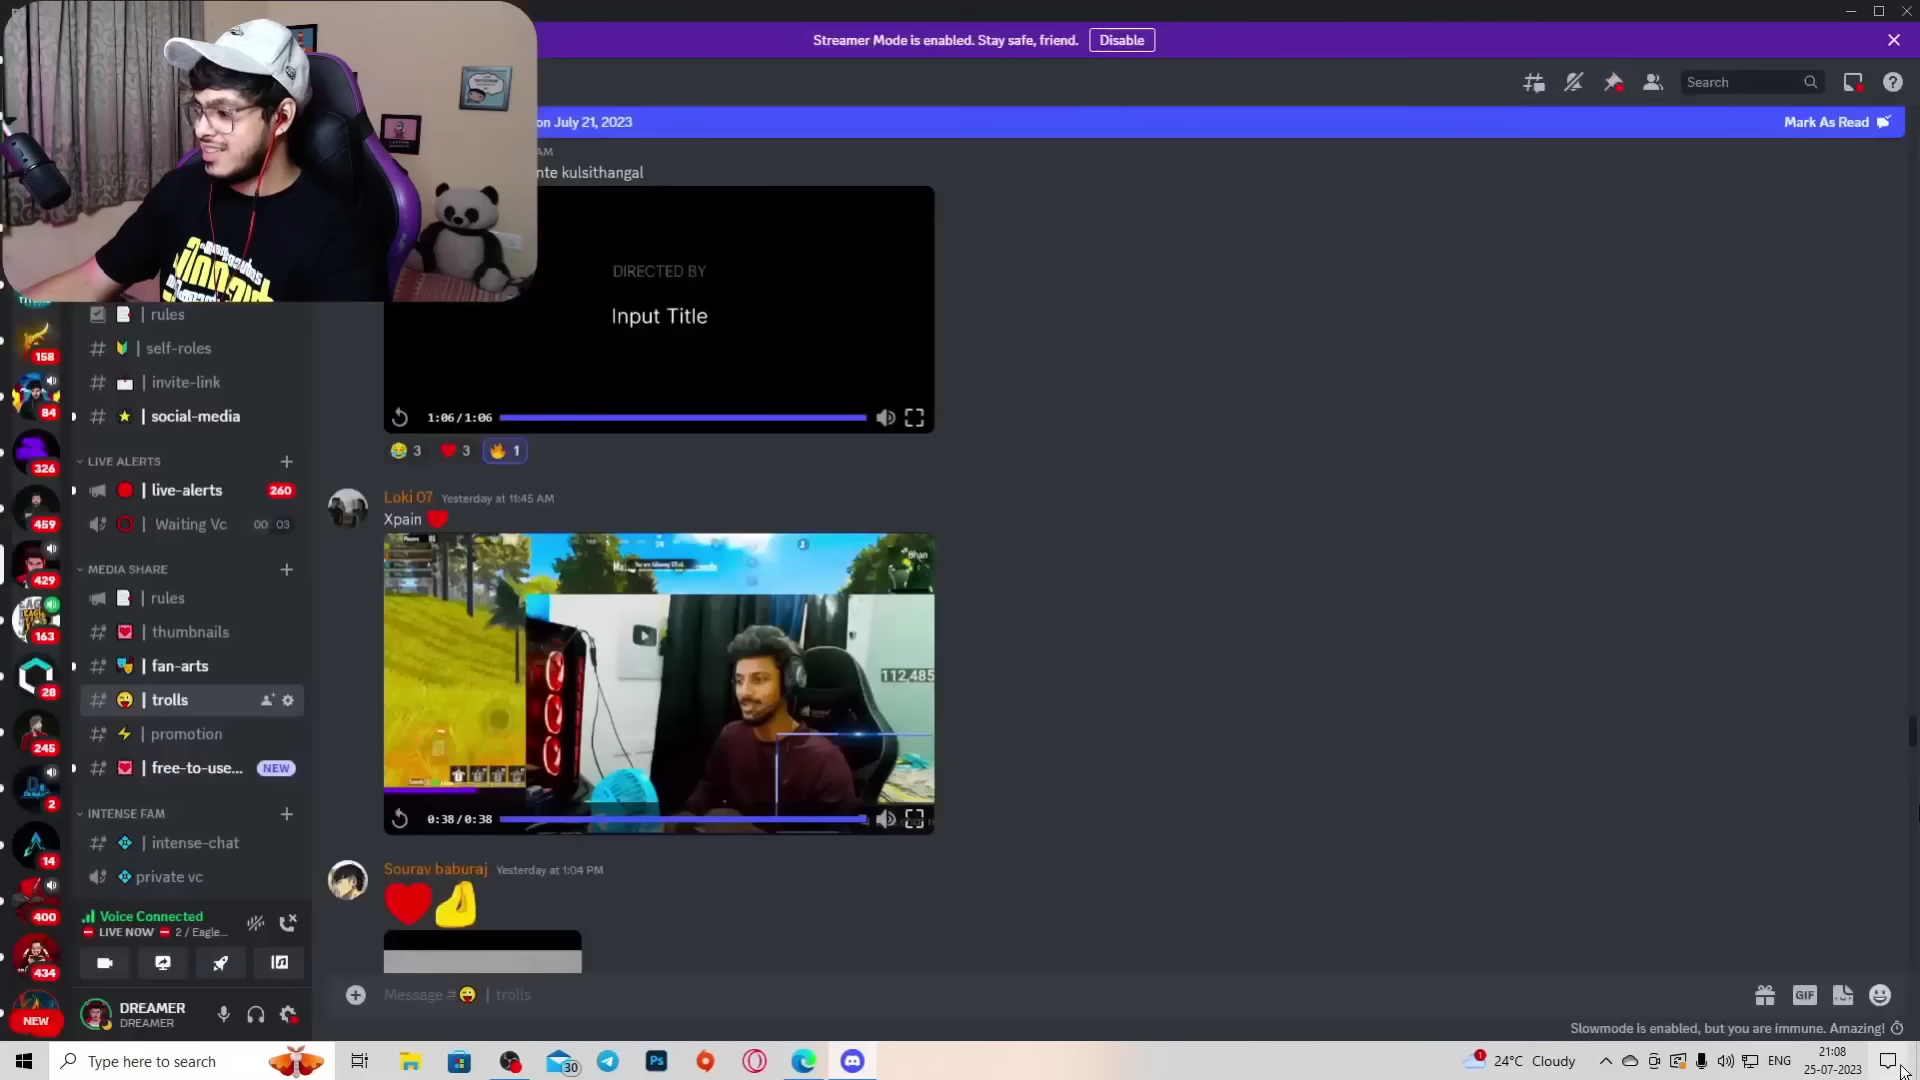 Streamer Mode is enabled. Stay safe, friend.
Disable
Search
on July 21, 2023
Mark As Read
AM
nte kulsithangal
DIRECTED BY
Input Title
1:06/1:06
3
3
1
Loki 07 Yesterday at 11:45 AM
Xpain
112,485
0:38/0:38
Sourav baburaj Yesterday at 1:04 PM
Message #
| trolls
GIF
Slowmode is enabled, but you are immune. Amazing!
158
84
326
459
429
163
28
245
2
14
400
434
NEW
| rules
# | self-roles
# | invite-link
# | social-media
LIVE ALERTS
| live-alerts 260
| Waiting Vc 00 03
MEDIA SHARE
| rules
# | thumbnails
# | fan-arts
# | trolls
# | promotion
# | free-to-use... NEW
INTENSE FAM
# | intense-chat
private vc
Voice Connected
LIVE NOW 2 / Eagle...
DREAMER
DREAMER
Type here to search
30
Ps
1
24°C Cloudy
ENG
21:08
25-07-2023